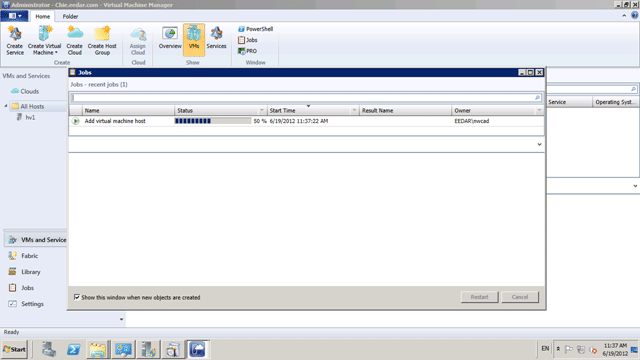 Administrator - Ckie.eedar.com - Virtual Machine Manager
Home Folder
Create Service
Create Virtual Machine
Create Cloud
Create Host Group
Assign Cloud
Overview
VMs
Services
PowerShell
Jobs
PRO
Create Cloud Show Window
VMs and Services
Clouds
All Hosts
hv1
Jobs
Jobs - recent jobs (1)
Name Status Start Time Result Name Owner
Add virtual machine host 50 % 6/19/2012 11:37:22 AM EEDAR\nwcad
Service Operating Syst...
VMs and Service
Fabric
Library
Jobs
Settings
Show this window when new objects are created
Restart Cancel
Ready
Start
EN
11:37 AM
6/19/2012